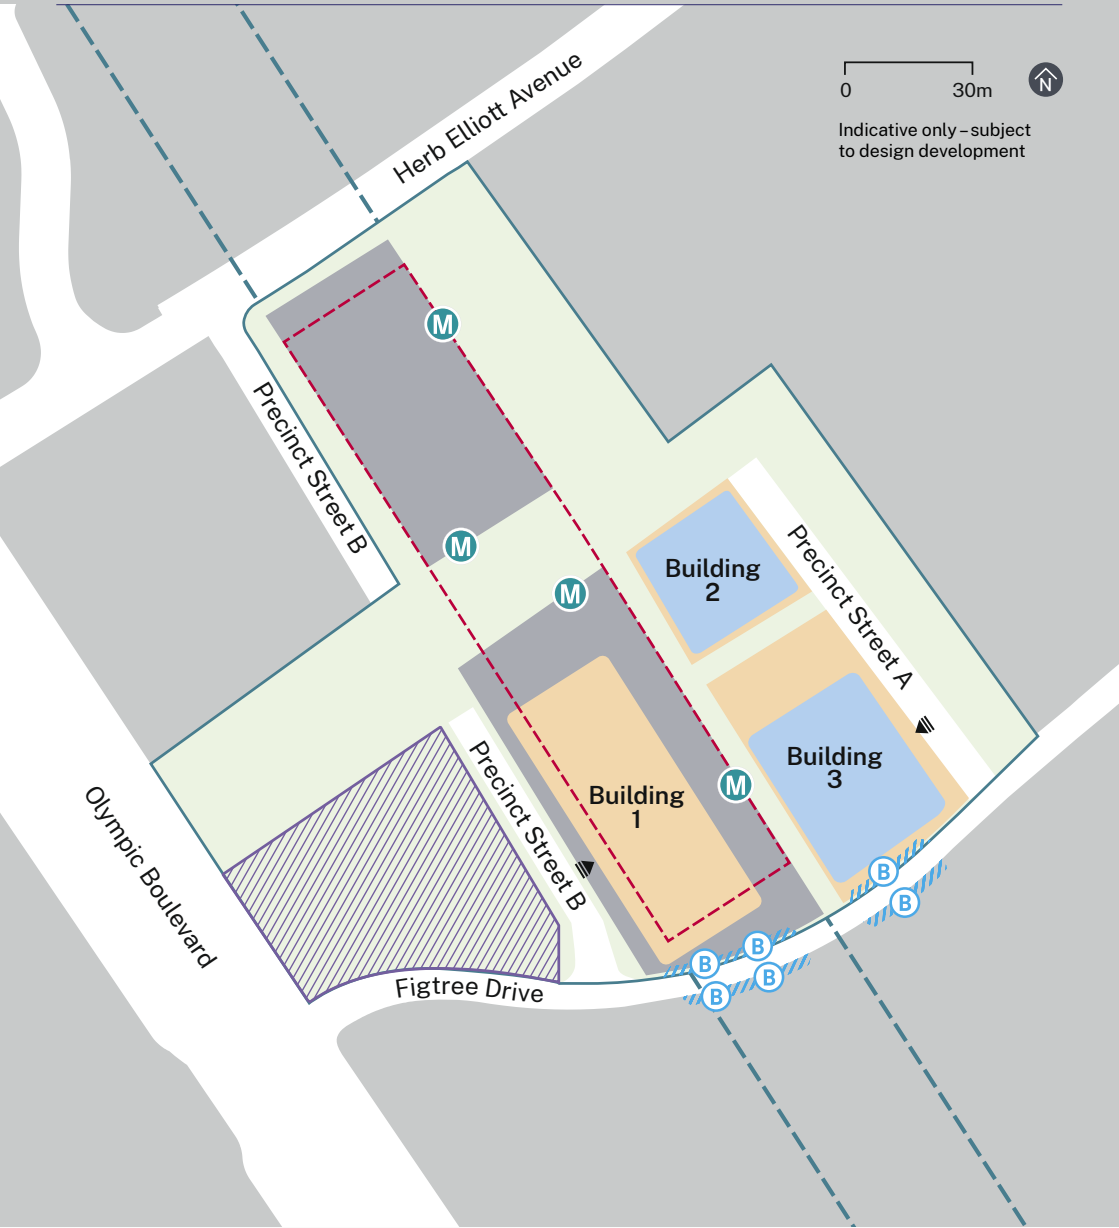 0 30m
N
Indicative only – subject
to design development
Herb Elliott Avenue
M
Precinct Street B
M
M
Building
2
Precinct Street A
Building
3
M
Building
1
Precinct Street B
Olympic Boulevard
Figtree Drive
B
B
B
B
B
B